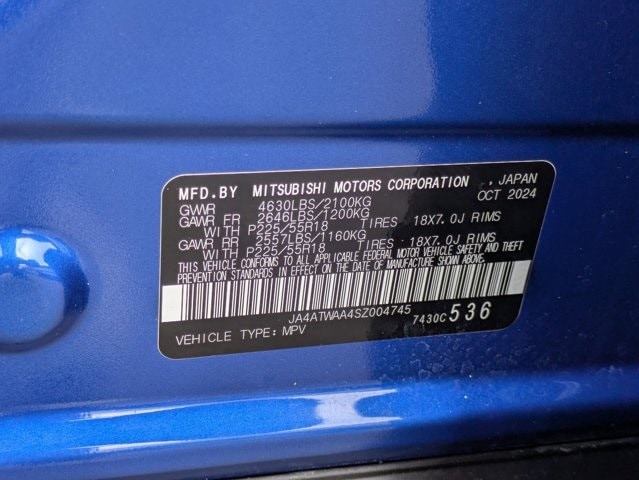 MFD.BY MITSUBISHI MOTORS CORPORATION , JAPAN
OCT 2024
GVWR 4630LBS/2100KG
GAWR FR 2646LBS/1200KG
WITH P225/55R18 TIRES 18X7.0J RIMS
GAWR RR 2557LBS/1160KG
WITH P225/55R18 TIRES 18X7.0J RIMS
THIS VEHICLE CONFORMS TO ALL APPLICABLE FEDERAL MOTOR VEHICLE SAFETY AND THEFT
PREVENTION STANDARDS IN EFFECT ON THE DATE OF MANUFACTURE SHOWN ABOVE.
JA4ATWAA4SZ004745 7430C 536
VEHICLE TYPE: MPV